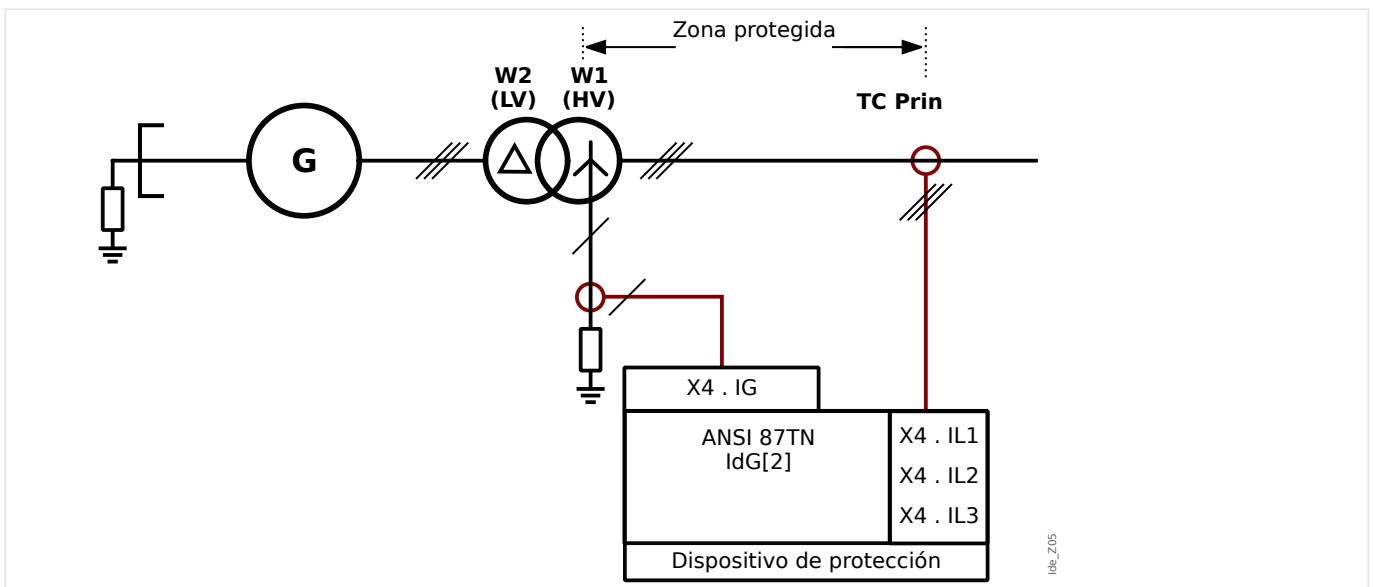 Zona protegida
W2
(LV)
W1
(HV)
TC Prin
G
X4 . IG
ANSI 87TN
IdG[2]
X4 . IL1
X4 . IL2
X4 . IL3
Dispositivo de protección
Ide_Z05